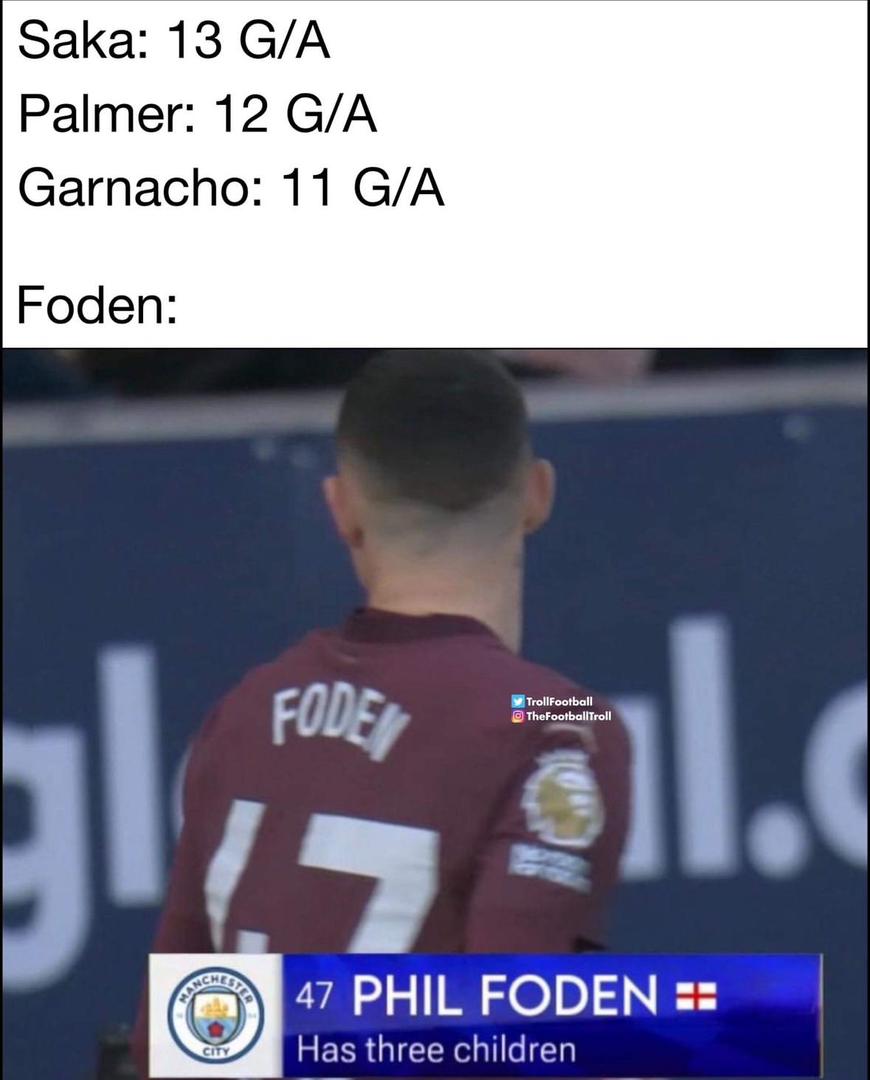 Saka: 13 G/A
Palmer: 12 G/A
Garnacho: 11 G/A
Foden:
FODEN
TrollFootball
TheFootballTroll
47
gl
l.c
MANCHESTER
CITY
47 PHIL FODEN
Has three children